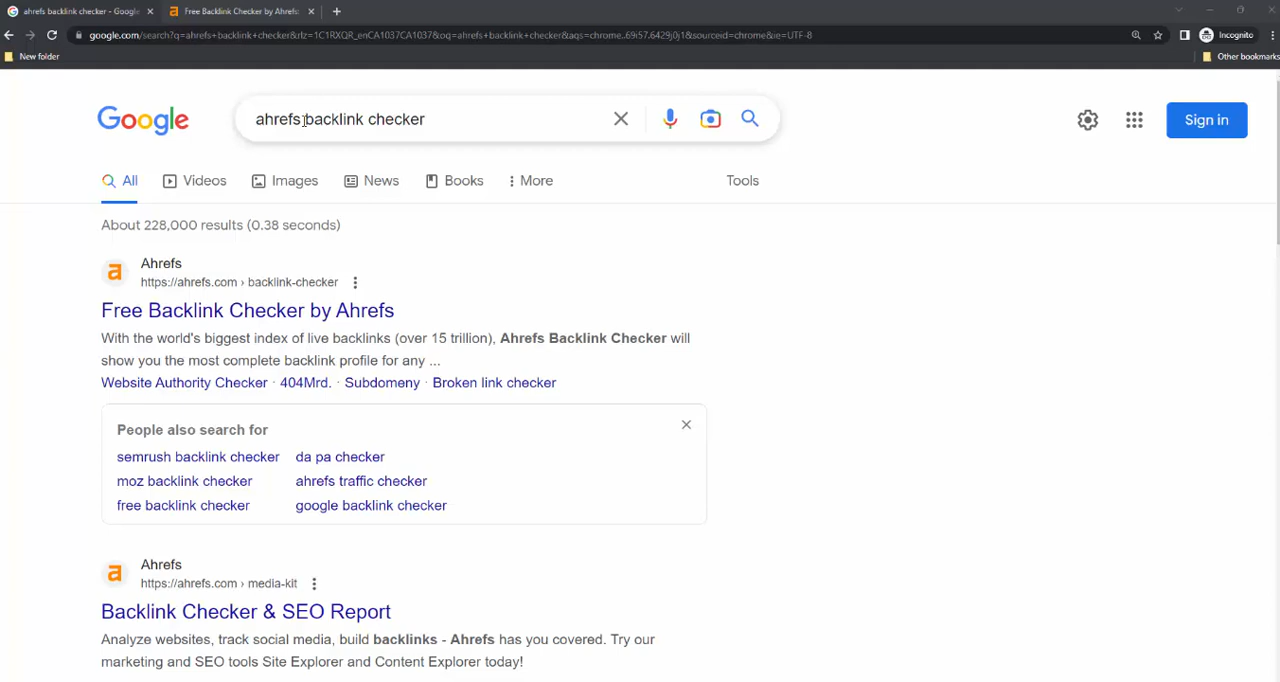 ahrefs backlink checker - Google
Free Backlink Checker by Ahrefs:
google.com/search?q=ahrefs+backlink+checker&rlz=1C1RXQR_enCA1037CA1037&oq=ahrefs+backlink+checker&aqs=chrome..69i57.6429j0j1&sourceid=chrome&ie=UTF-8
Incognito
New folder
Other bookmarks
Google
ahrefs backlink checker
Sign in
All
Videos
Images
News
Books
More
Tools
About 228,000 results (0.38 seconds)
a
Ahrefs
https://ahrefs.com › backlink-checker
Free Backlink Checker by Ahrefs
With the world's biggest index of live backlinks (over 15 trillion), Ahrefs Backlink Checker will
show you the most complete backlink profile for any ...
Website Authority Checker · 404Mrd. · Subdomeny · Broken link checker
People also search for
semrush backlink checker
da pa checker
moz backlink checker
ahrefs traffic checker
free backlink checker
google backlink checker
a
Ahrefs
https://ahrefs.com › media-kit
Backlink Checker & SEO Report
Analyze websites, track social media, build backlinks - Ahrefs has you covered. Try our
marketing and SEO tools Site Explorer and Content Explorer today!